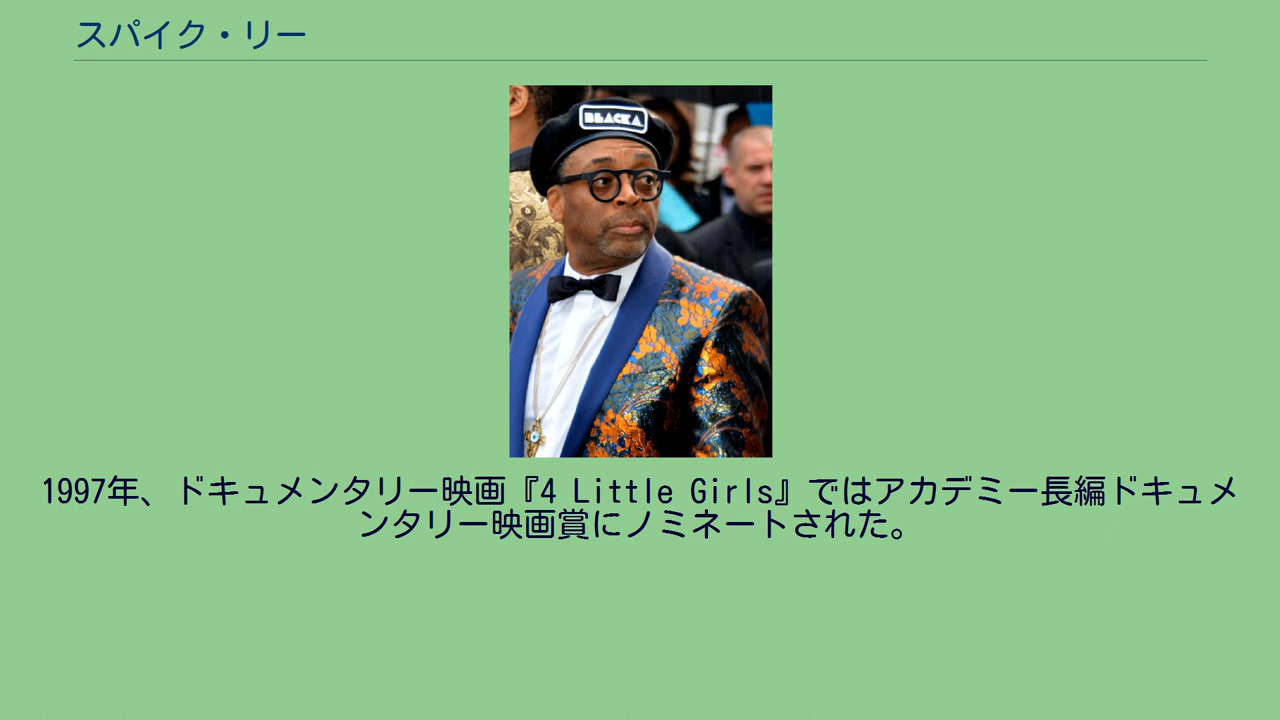 スパイク・リー
BLACKA
1997年、ドキュメンタリー映画『4 Little Girls』ではアカデミー長編ドキュメ
ンタリー映画賞にノミネートされた。